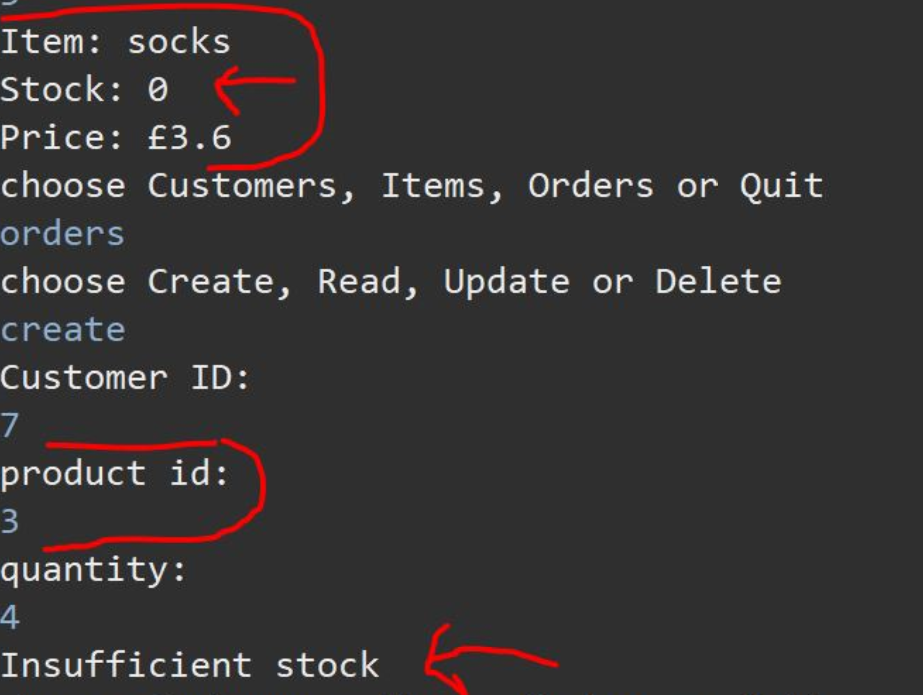 Item: socks
Stock: 0
Price: £3.6
choose Customers, Items, Orders or Quit
orders
choose Create, Read, Update or Delete
create
Customer ID:
7
product id:
3
quantity:
4
Insufficient stock